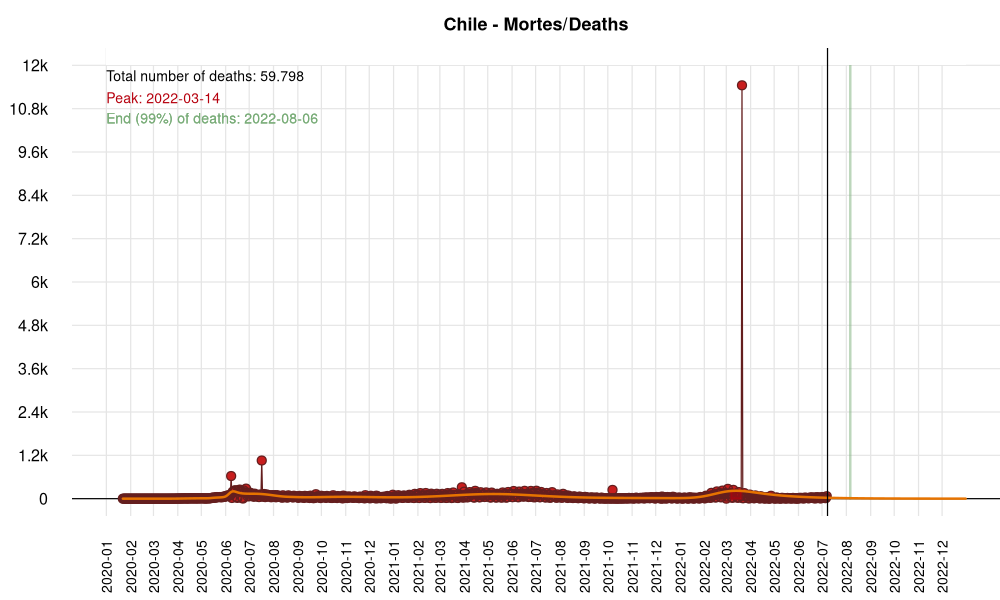 Chile - Mortes/Deaths
Total number of deaths: 59.798
Peak: 2022-03-14
End (99%) of deaths: 2022-08-06
12k
10.8k
9.6k
8.4k
7.2k
6k
4.8k
3.6k
2.4k
1.2k
0
2020-01
2020-02
2020-03
2020-04
2020-05
2020-06
2020-07
2020-08
2020-09
2020-10
2020-11
2020-12
2021-01
2021-02
2021-03
2021-04
2021-05
2021-06
2021-07
2021-08
2021-09
2021-10
2021-11
2021-12
2022-01
2022-02
2022-03
2022-04
2022-05
2022-06
2022-07
2022-08
2022-09
2022-10
2022-11
2022-12